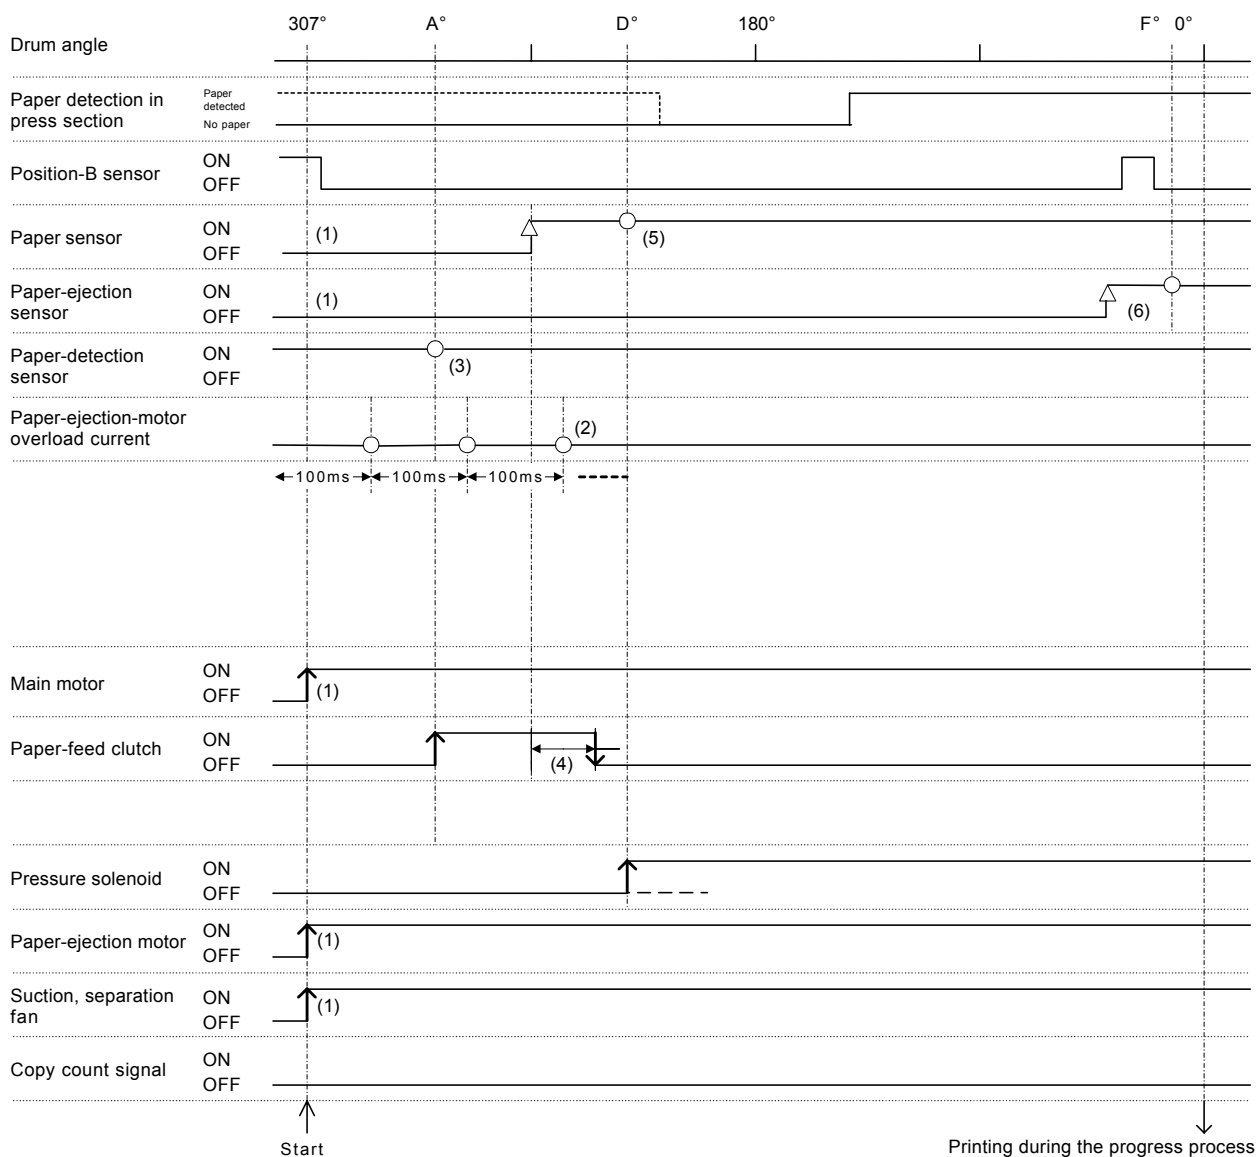 307° A° D° 180° F° 0°
Drum angle
Paper detection in
press section
Paper
detected
No paper
Position-B sensor
ON
OFF
Paper sensor
ON
OFF
(1)
(5)
Paper-ejection
sensor
ON
OFF
(1)
(6)
Paper-detection
sensor
ON
OFF
(3)
Paper-ejection-motor
overload current
(2)
100ms 100ms 100ms
Main motor
ON
OFF
(1)
Paper-feed clutch
ON
OFF
(4)
Pressure solenoid
ON
OFF
Paper-ejection motor
ON
OFF
(1)
Suction, separation
fan
ON
OFF
(1)
Copy count signal
ON
OFF
Start
Printing during the progress process